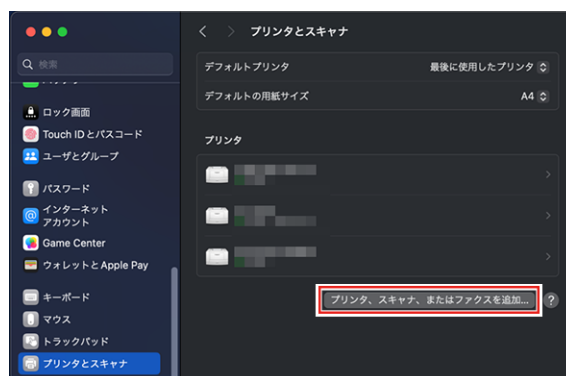 プリンタとスキャナ
検索
ロック画面
Touch ID とパスコード
ユーザとグループ
パスワード
インターネット
アカウント
Game Center
ウォレットとApple Pay
キーボード
マウス
トラックパッド
プリンタとスキャナ
デフォルトプリンタ 最後に使用したプリンタ
デフォルトの用紙サイズ A4
プリンタ
プリンタ、スキャナ、またはファクスを追加...
?